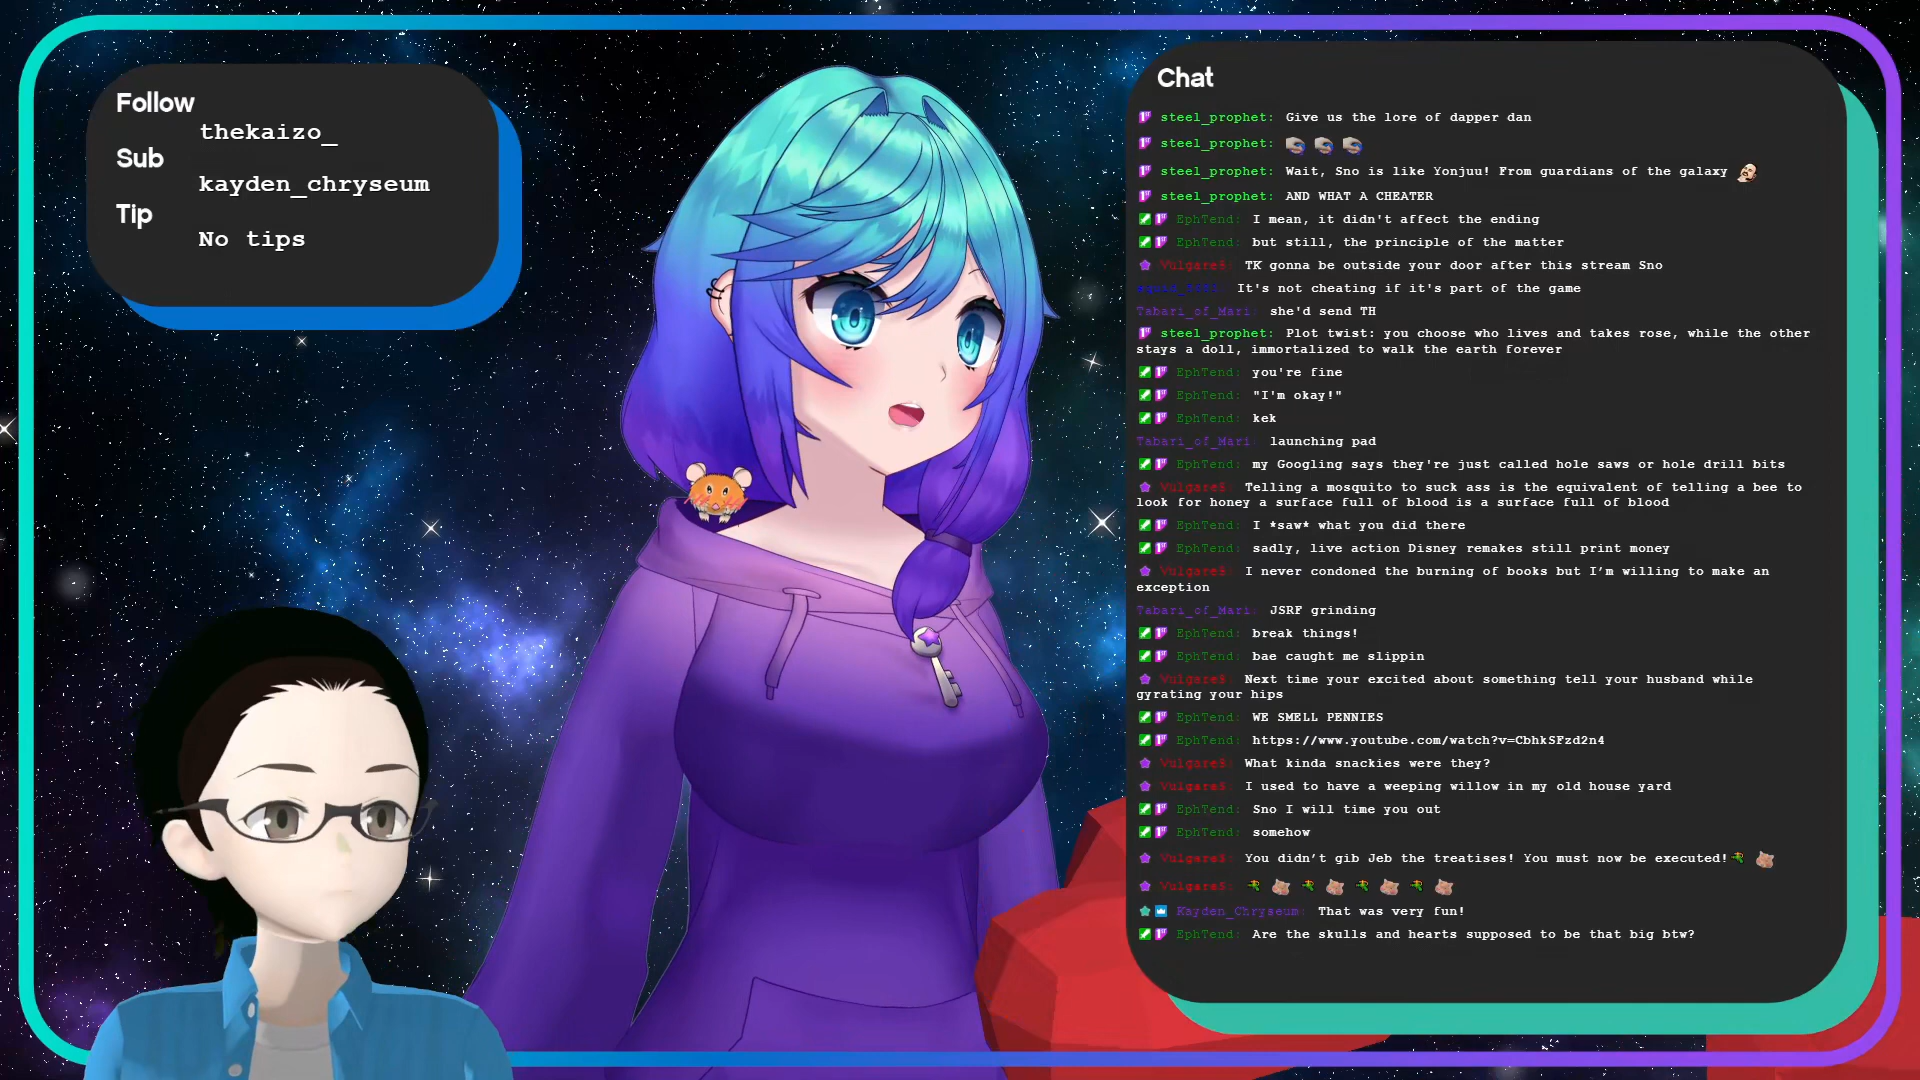 Follow
thekaizo_
Sub
kayden_chryseum
Tip
No tips
Chat
steel_prophet: Give us the lore of dapper dan
steel_prophet:
steel_prophet: Wait, Sno is like Yonjuu! From guardians of the galaxy
steel_prophet: AND WHAT A CHEATER
EphTend: I mean, it didn't affect the ending
EphTend: but still, the principle of the matter
Vulgare$: TK gonna be outside your door after this stream Sno
It's not cheating if it's part of the game
Tabari_of_Mari: she'd send TH
steel_prophet: Plot twist: you choose who lives and takes rose, while the other
stays a doll, immortalized to walk the earth forever
EphTend: you're fine
EphTend: "I'm okay!"
EphTend: kek
Tabari_of_Mari: launching pad
EphTend: my Googling says they're just called hole saws or hole drill bits
Vulgare$: Telling a mosquito to suck ass is the equivalent of telling a bee to
look for honey a surface full of blood is a surface full of blood
EphTend: I *saw* what you did there
EphTend: sadly, live action Disney remakes still print money
Vulgare$: I never condoned the burning of books but I’m willing to make an
exception
Tabari_of_Mari: JSRF grinding
EphTend: break things!
EphTend: bae caught me slippin
Vulgare$: Next time your excited about something tell your husband while
gyrating your hips
EphTend: WE SMELL PENNIES
EphTend: https://www.youtube.com/watch?v=CbhkSFzd2n4
Vulgare$: What kinda snackies were they?
Vulgare$: I used to have a weeping willow in my old house yard
EphTend: Sno I will time you out
EphTend: somehow
Vulgare$: You didn’t gib Jeb the treatises! You must now be executed!
Vulgare$:
Kayden_Chryseum: That was very fun!
EphTend: Are the skulls and hearts supposed to be that big btw?